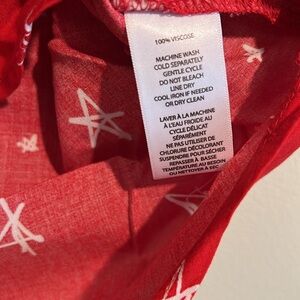 100% VISCOSE
MACHINE WASH
COLD SEPARATELY
GENTLE CYCLE
DO NOT BLEACH
LINE DRY
COOL IRON IF NEEDED
OR DRY CLEAN
LAVER À LA MACHINE
À L'EAU FROIDE AU
CYCLE DÉLICAT
SÉPARÉMENT
NE PAS UTILISER DE
CHLORURE DÉCOLORANT
SUSPENDRE POUR SÉCHER
REPASSER À BASSE
TEMPÉRATURE AU BESOIN
OU NETTOYER À SEC